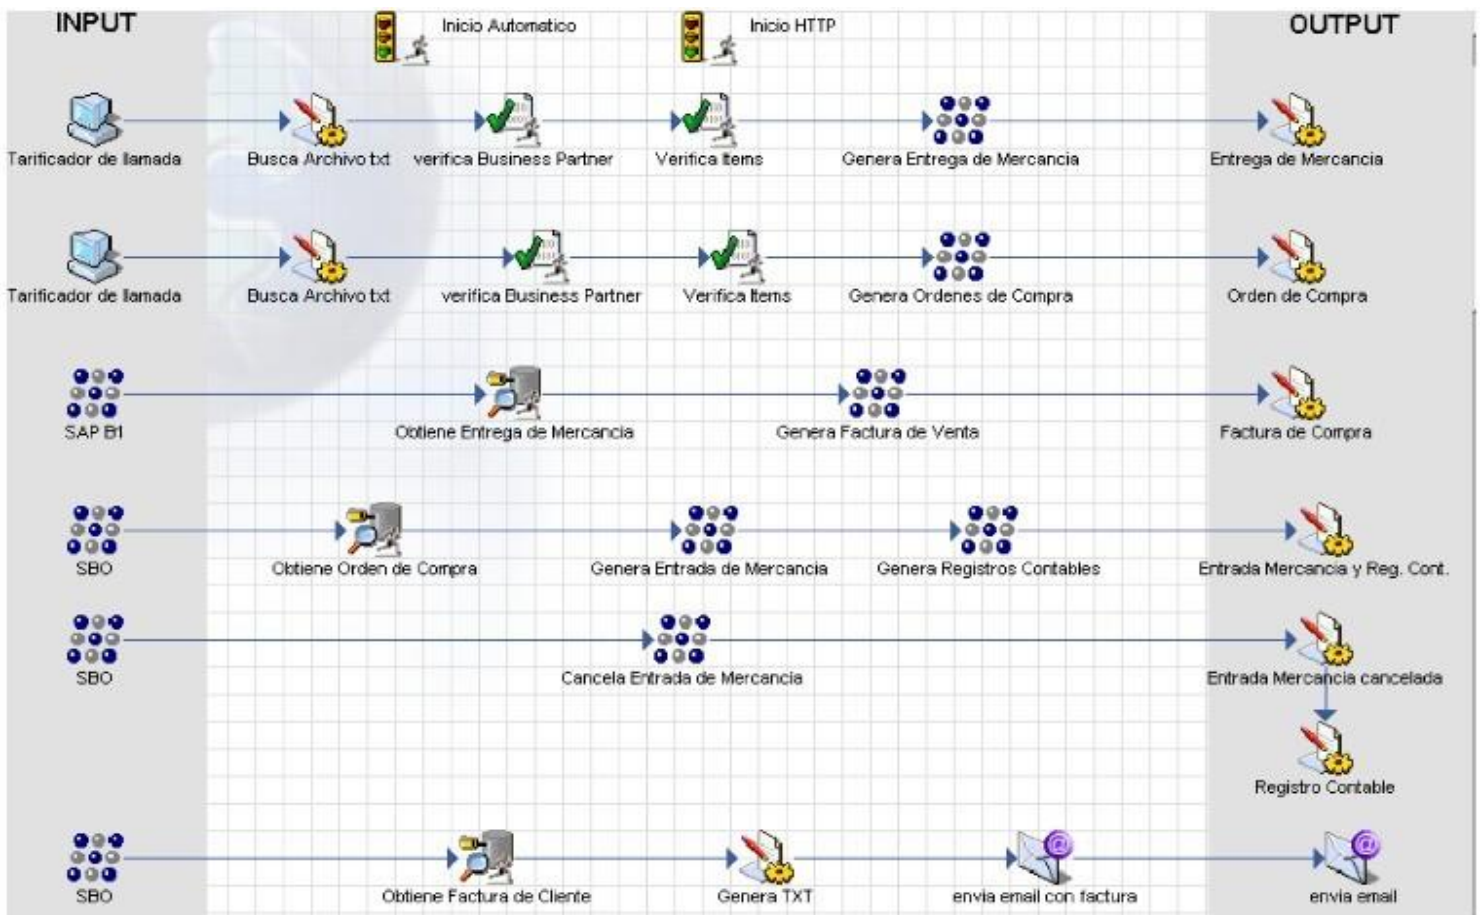 INPUT
Inicio Automatico
Inicio HTTP
OUTPUT
Tarificador de llamada
Busca Archivo txt
verifica Business Partner
Verifica Items
Genera Entrega de Mercancia
Entrega de Mercancia
Tarificador de llamada
Busca Archivo txt
verifica Business Partner
Verifica Items
Genera Ordenes de Compra
Orden de Compra
SAP B1
Obtiene Entrega de Mercancia
Genera Factura de Venta
Factura de Compra
SBO
Obtiene Orden de Compra
Genera Entrada de Mercancia
Genera Registros Contables
Entrada Mercancia y Reg. Cont.
SBO
Cancela Entrada de Mercancia
Entrada Mercancia cancelada
Registro Contable
SBO
Obtiene Factura de Cliente
Genera TXT
envia email con factura
envia email